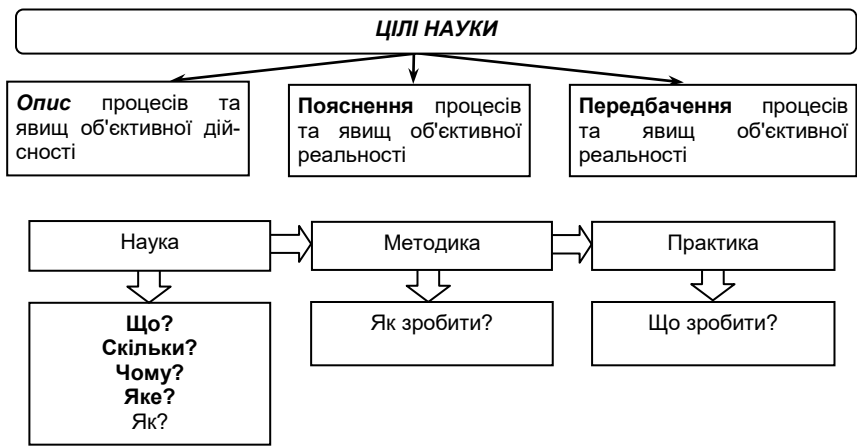 ЦІЛІ НАУКИ
Опис процесів та
явищ об'єктивної дій-
сності
Пояснення процесів
та явищ об'єктивної
реальності
Передбачення процесів
та явищ об'єктивної
реальності
Наука
Методика
Практика
Що?
Скільки?
Чому?
Яке?
Як?
Як зробити?
Що зробити?